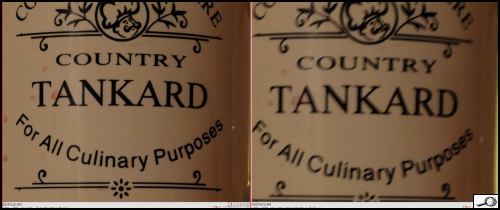 COUNTRY
TANKARD
For All Culinary Purposes
COUNTRY
TANKARD
For All Culinary Purposes